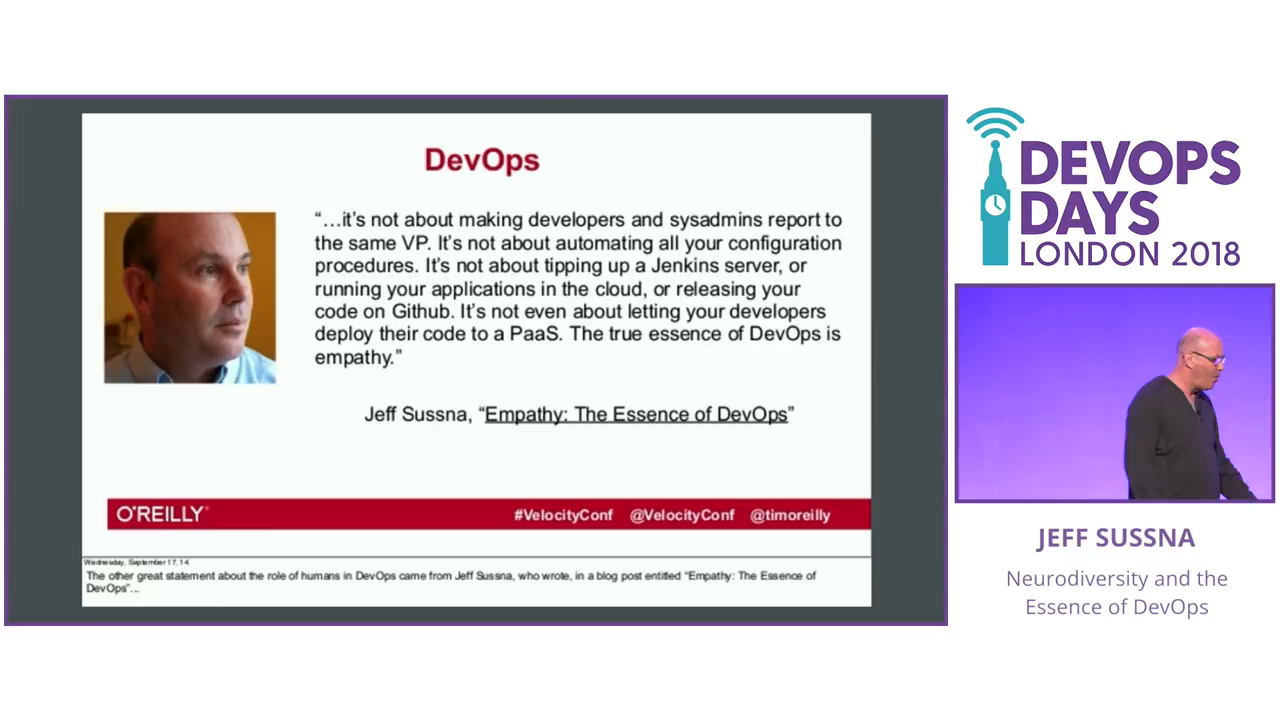 DevOps
“…it’s not about making developers and sysadmins report to
the same VP. It’s not about automating all your configuration
procedures. It’s not about tipping up a Jenkins server, or
running your applications in the cloud, or releasing your
code on Github. It’s not even about letting your developers
deploy their code to a PaaS. The true essence of DevOps is
empathy.”
Jeff Sussna, “Empathy: The Essence of DevOps”
O'REILLY®
#VelocityConf @VelocityConf @timoreilly
Wednesday, September 17, 14
The other great statement about the role of humans in DevOps came from Jeff Sussna, who wrote, in a blog post entitled “Empathy: The Essence of
DevOps”...
DEVOPS
DAYS
LONDON 2018
JEFF SUSSNA
Neurodiversity and the
Essence of DevOps